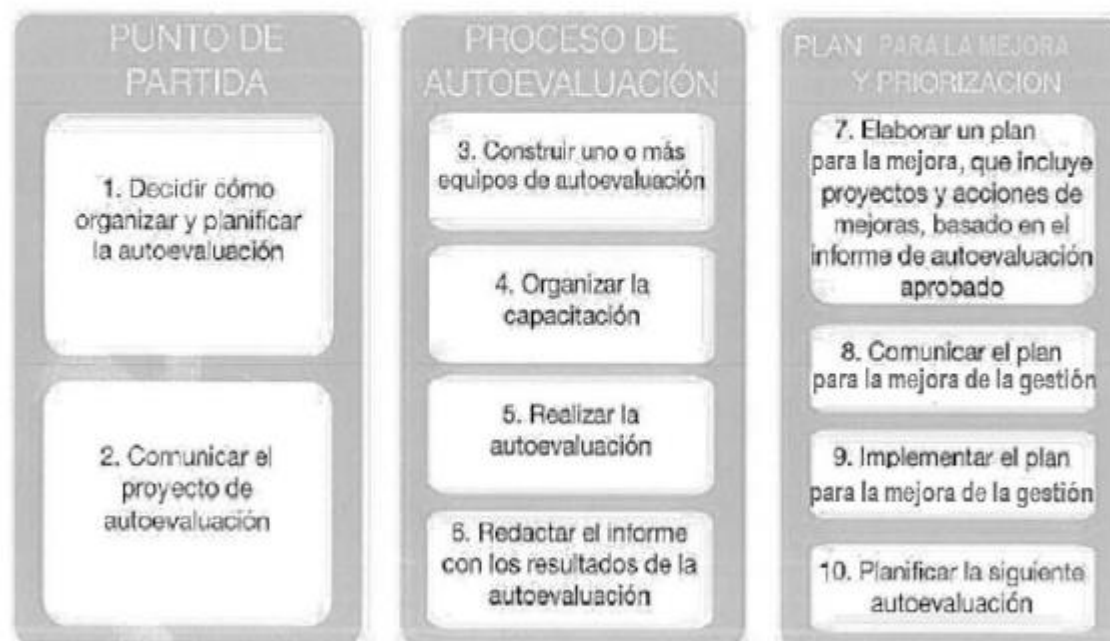 PUNTO DE
PARTIDA
1. Decidir cómo
organizar y planificar
la autoevaluación
2. Comunicar el
proyecto de
autoevaluación
PROCESO DE
AUTOEVALUACIÓN
3. Construir uno o más
equipos de autoevaluación
4. Organizar la
capacitación
5. Realizar la
autoevaluación
6. Redactar el informe
con los resultados de la
autoevaluación
PLAN PARA LA MEJORA
Y PRIORIZACIÓN
7. Elaborar un plan
para la mejora, que incluye
proyectos y acciones de
mejoras, basado en el
informe de autoevaluación
aprobado
8. Comunicar el plan
para la mejora de la gestión
9. Implementar el plan
para la mejora de la gestión
10. Planificar la siguiente
autoevaluación